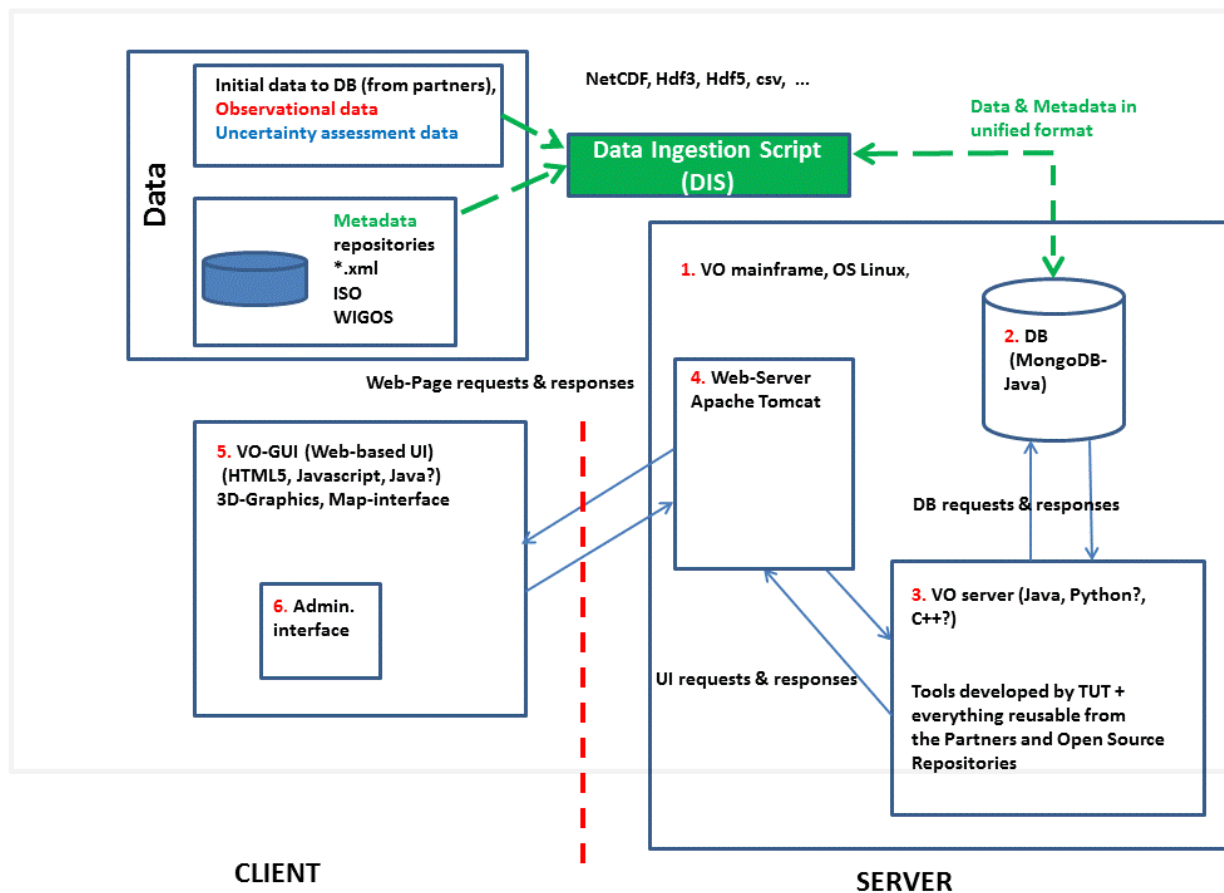 Initial data to DB (from partners),
Observational data
Uncertainty assessment data
Data
Metadata
repositories
*.xml
ISO
WIGOS
NetCDF, Hdf3, Hdf5, csv, ...
Data Ingestion Script
(DIS)
Data & Metadata in
unified format
1. VO mainframe, OS Linux,
2. DB
(MongoDB-
Java)
Web-Page requests & responses
4. Web-Server
Apache Tomcat
5. VO-GUI (Web-based UI)
(HTML5, Javascript, Java?)
3D-Graphics, Map-interface
6. Admin.
interface
DB requests & responses
3. VO server (Java, Python?,
C++?)
Tools developed by TUT +
everything reusable from
the Partners and Open Source
Repositories
UI requests & responses
CLIENT
SERVER